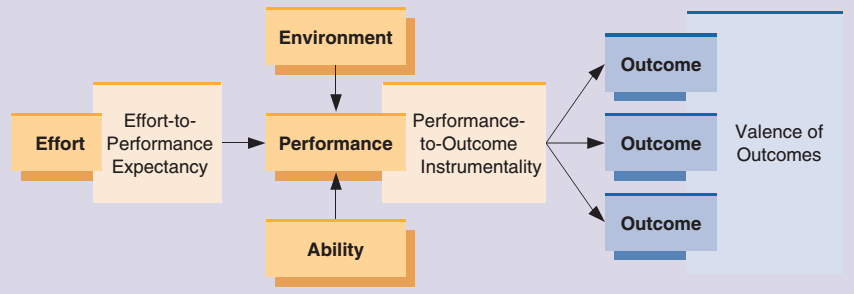 Environment
Effort
Effort-to-
Performance
Expectancy
Performance
Performance-
to-Outcome
Instrumentality
Ability
Outcome
Outcome
Outcome
Valence of
Outcomes